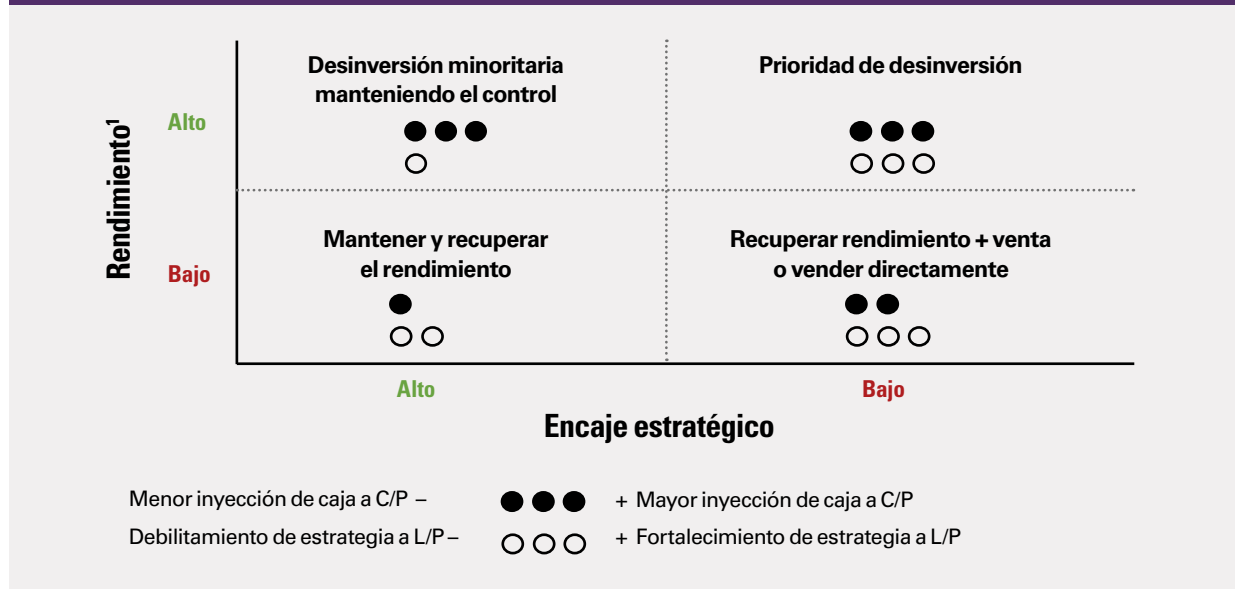 Desinversión minoritaria
manteniendo el control
Prioridad de desinversión
Rendimiento¹
Alto
Mantener y recuperar
el rendimiento
Recuperar rendimiento + venta
o vender directamente
Bajo
Alto
Bajo
Encaje estratégico
Menor inyección de caja a C/P –
+ Mayor inyección de caja a C/P
Debilitamiento de estrategia a L/P –
+ Fortalecimiento de estrategia a L/P